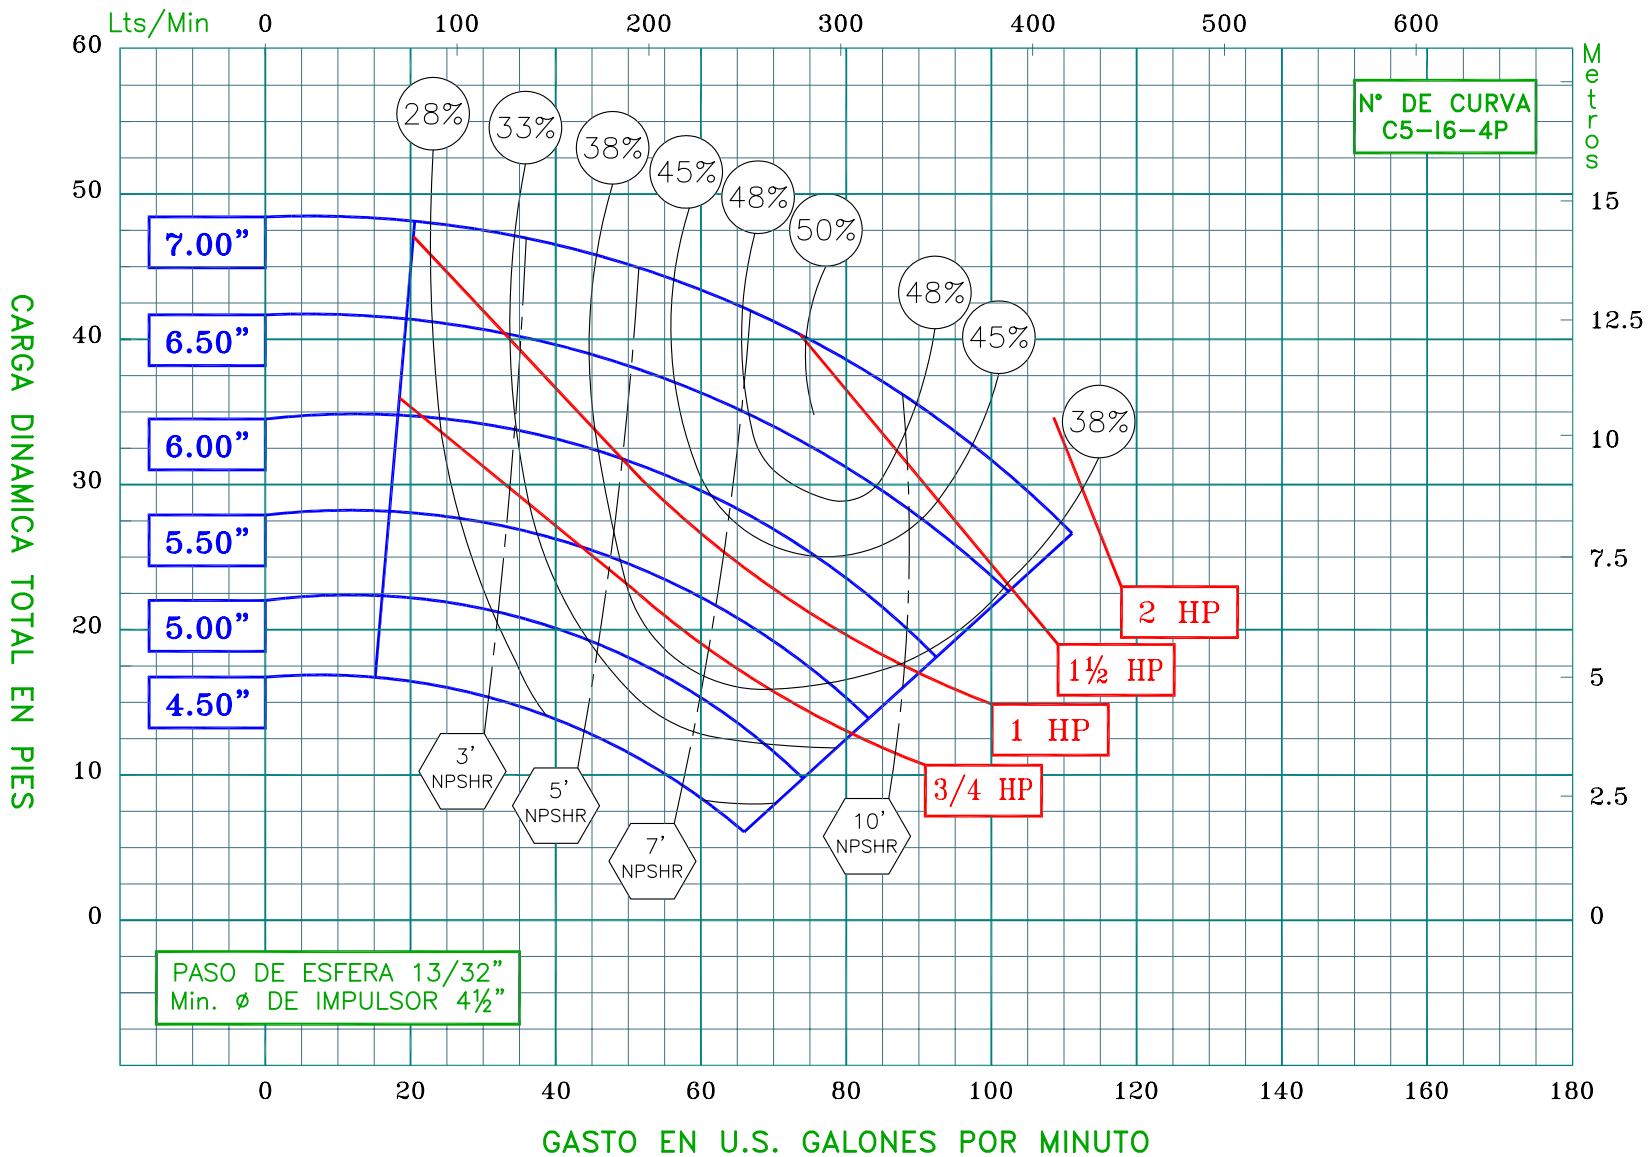 Lts/Min 0 100 200 300 400 500 600
60 50 40 30 20 10 0
Metros
15 12.5 10 7.5 5 2.5 0
N° DE CURVA
C5-16-4P
28% 33% 38% 45% 48% 50% 48% 45% 38%
7.00”
6.50”
6.00”
5.50”
5.00”
4.50”
CARGA DINAMICA TOTAL EN PIES
2 HP
1½ HP
1 HP
3/4 HP
3’
NPSHR
5’
NPSHR
7’
NPSHR
10’
NPSHR
PASO DE ESFERA 13/32”
Min. ø DE IMPULSOR 4½”
0 20 40 60 80 100 120 140 160 180
GASTO EN U.S. GALONES POR MINUTO